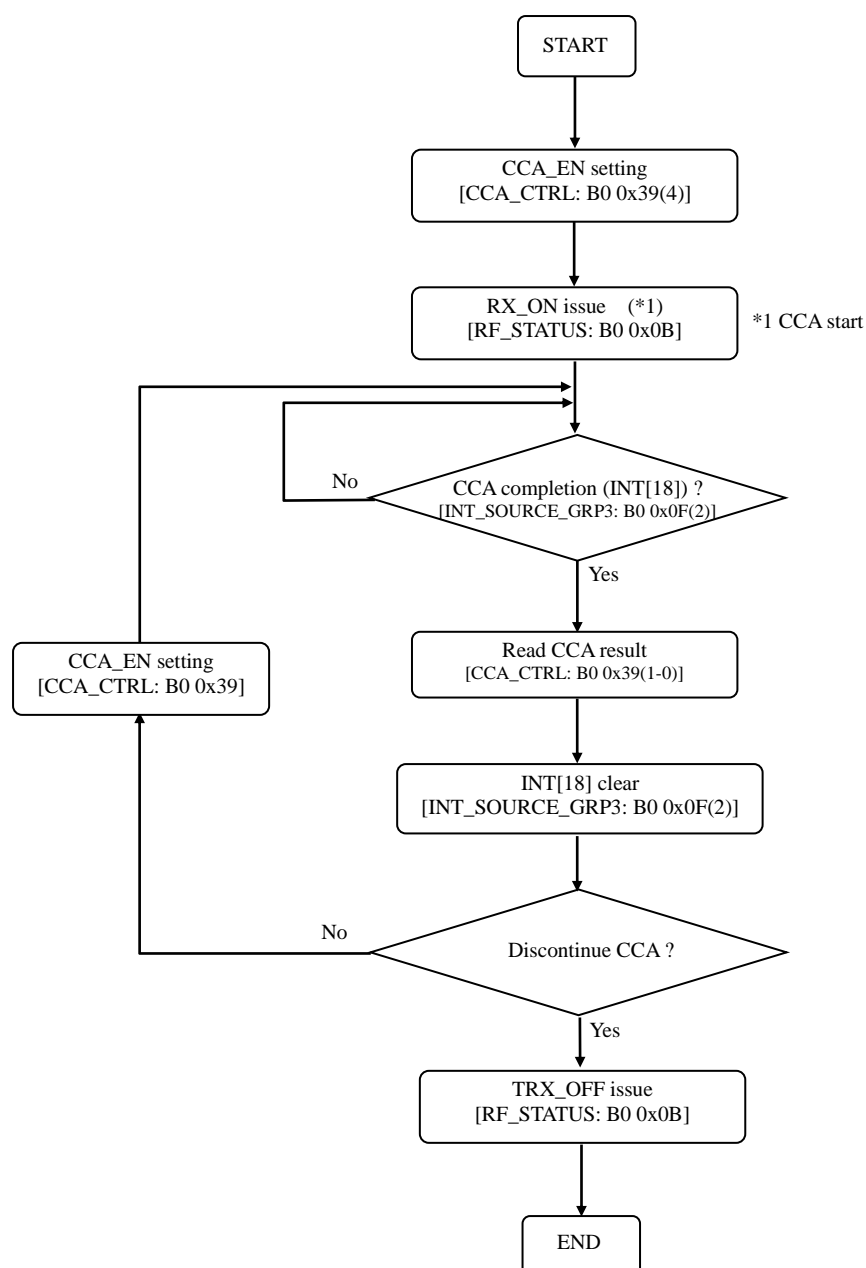 START
CCA_EN setting
[CCA_CTRL: B0 0x39(4)]
RX_ON issue (*1)
[RF_STATUS: B0 0x0B]
*1 CCA start
No
CCA completion (INT[18]) ?
[INT_SOURCE_GRP3: B0 0x0F(2)]
Yes
Read CCA result
[CCA_CTRL: B0 0x39(1-0)]
CCA_EN setting
[CCA_CTRL: B0 0x39]
INT[18] clear
[INT_SOURCE_GRP3: B0 0x0F(2)]
No
Discontinue CCA ?
Yes
TRX_OFF issue
[RF_STATUS: B0 0x0B]
END